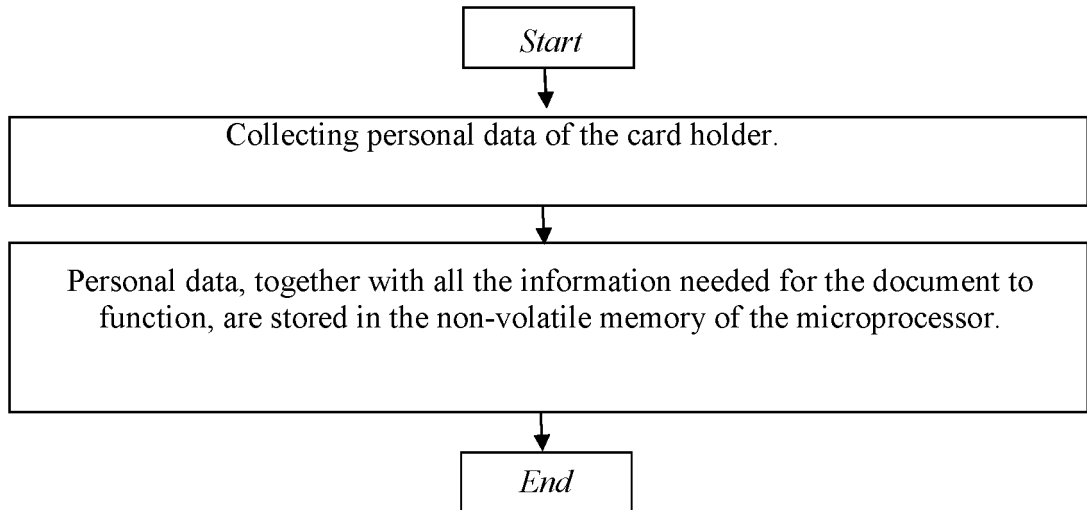 Start
Collecting personal data of the card holder.
Personal data, together with all the information needed for the document to
function, are stored in the non-volatile memory of the microprocessor.
End